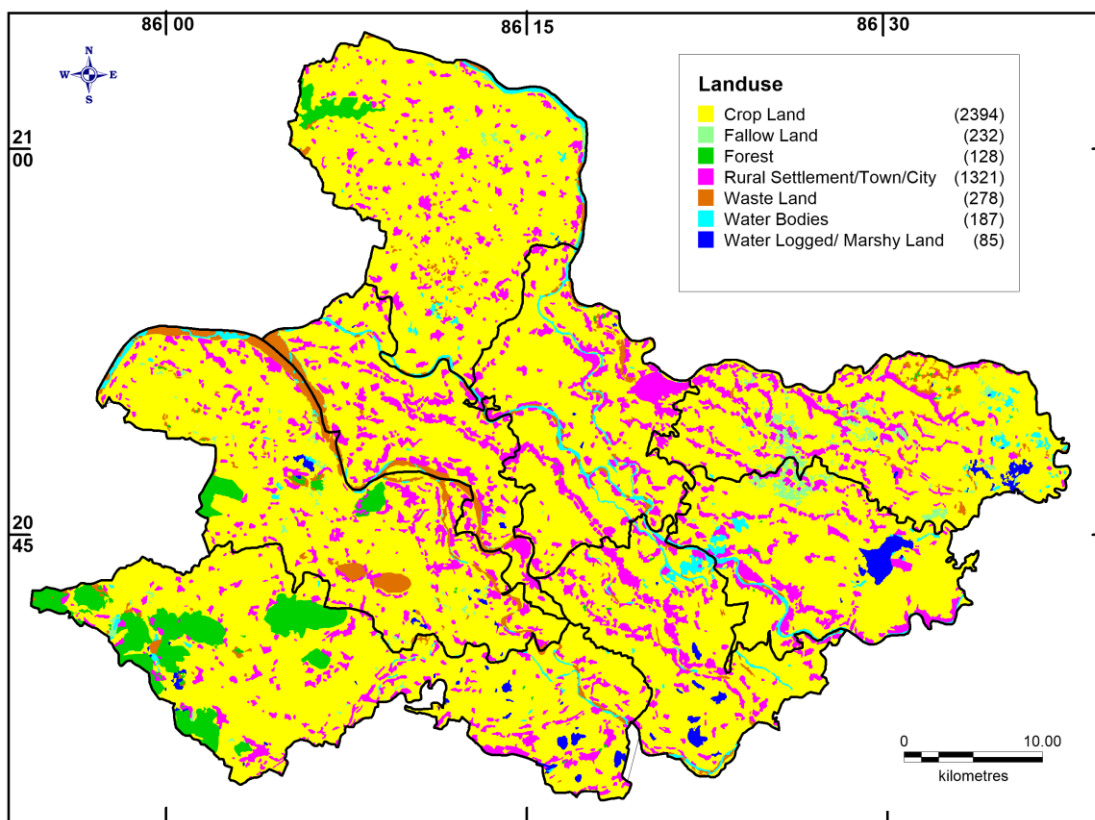 86 00
86 15
86 30
N
W E
S
21
00
20
45
Landuse
Crop Land (2394)
Fallow Land (232)
Forest (128)
Rural Settlement/Town/City (1321)
Waste Land (278)
Water Bodies (187)
Water Logged/ Marshy Land (85)
0 10.00
kilometres